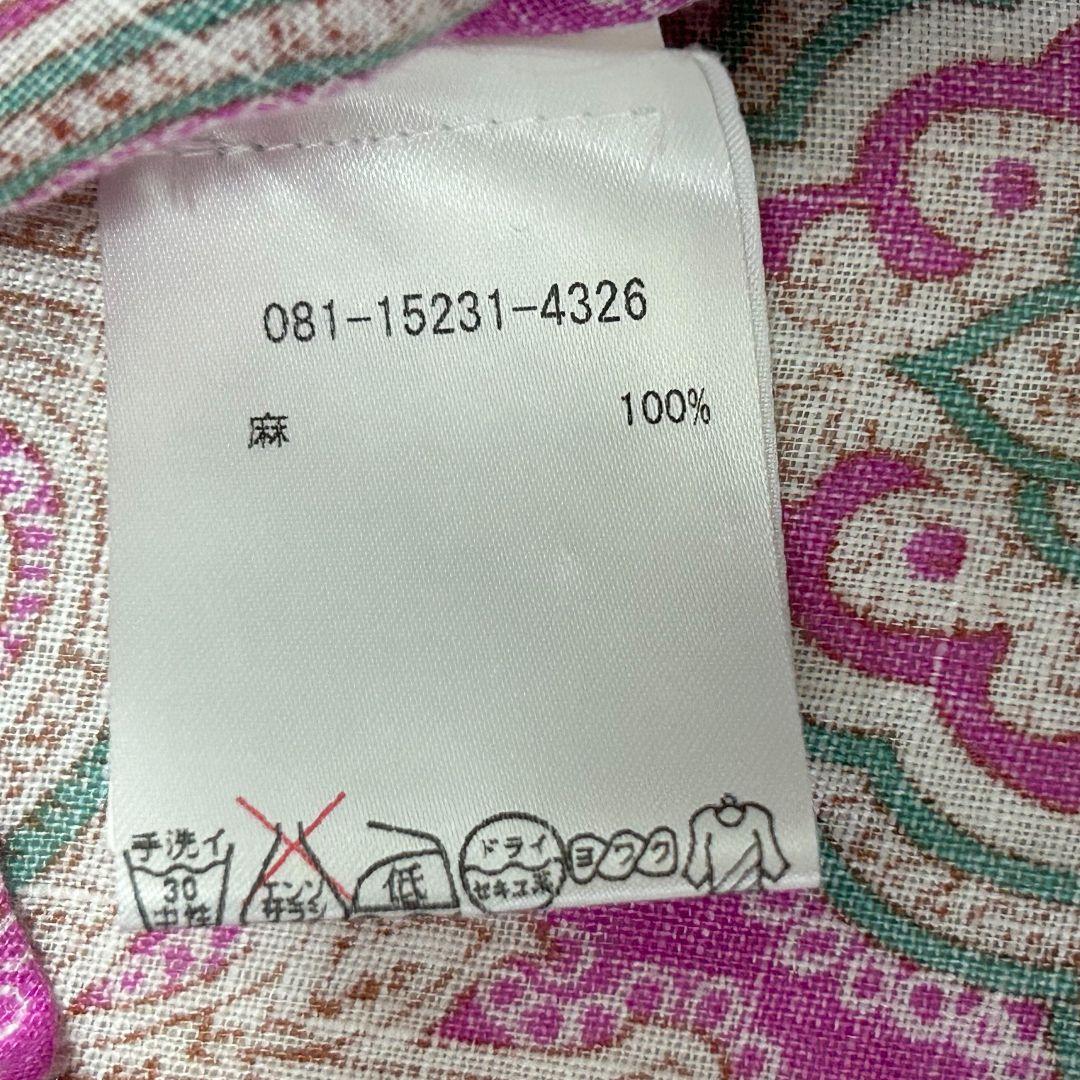 081-15231-4326
麻 100%
手洗イ 30 中性
エンソ サラシ
低
ドライ セキユ系
ヨワク